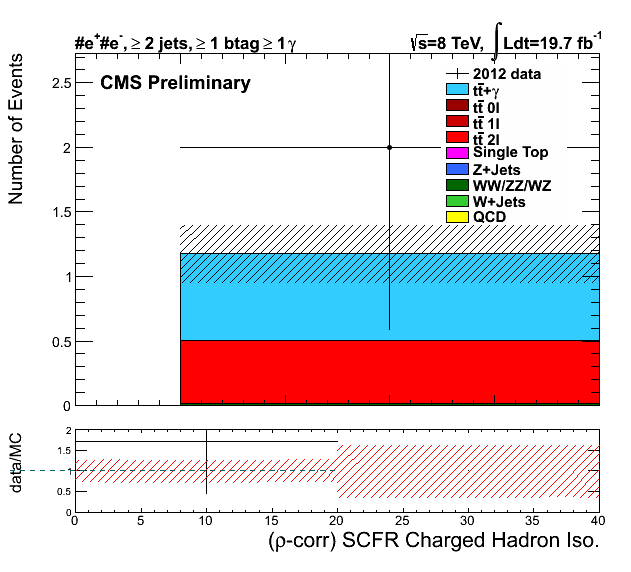 #e⁺#e⁻, ≥ 2 jets, ≥ 1 btag ≥ 1 γ
√s=8 TeV, ∫ Ldt=19.7 fb⁻¹
CMS Preliminary
2012 data
tt̄+γ
tt̄ 0l
tt̄ 1l
tt̄ 2l
Single Top
Z+Jets
WW/ZZ/WZ
W+Jets
QCD
Number of Events
2.5
2
1.5
1
0.5
0
data/MC
2
1.5
1
0.5
0
0 5 10 15 20 25 30 35 40
(ρ-corr) SCFR Charged Hadron Iso.